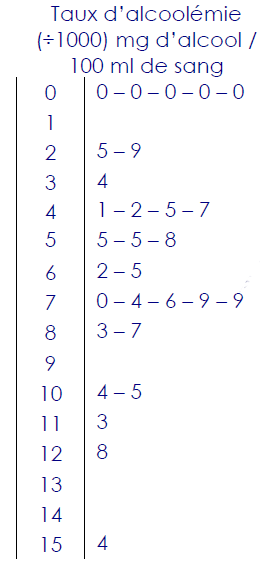 Taux d'alcoolémie
(÷1000) mg d'alcool /
100 ml de sang
0 0 – 0 – 0 – 0 – 0
1
2 5 – 9
3 4
4 1 – 2 – 5 – 7
5 5 – 5 – 8
6 2 – 5
7 0 – 4 – 6 – 9 – 9
8 3 – 7
9
10 4 – 5
11 3
12 8
13
14
15 4